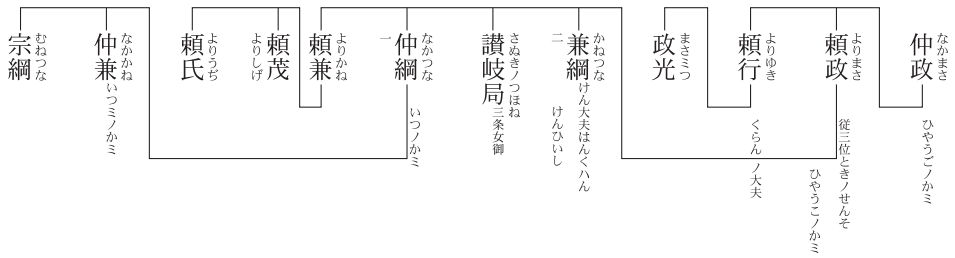 仲政
なかまさ
ひやうごノかミ
頼政
よりまさ
従三位ときノせんそ
ひやうこノかミ
頼行
よりゆき
くらんノ大夫
政光
まさミつ
兼綱
かねつな
二
けん大夫はんくハん
けんひいし
讃岐局
さぬきノつほね
三条女御
仲綱
なかつな
一
いつノかミ
頼兼
よりかね
頼茂
よりしげ
頼氏
よりうぢ
仲兼
なかかね
いつミノかミ
宗綱
むねつな